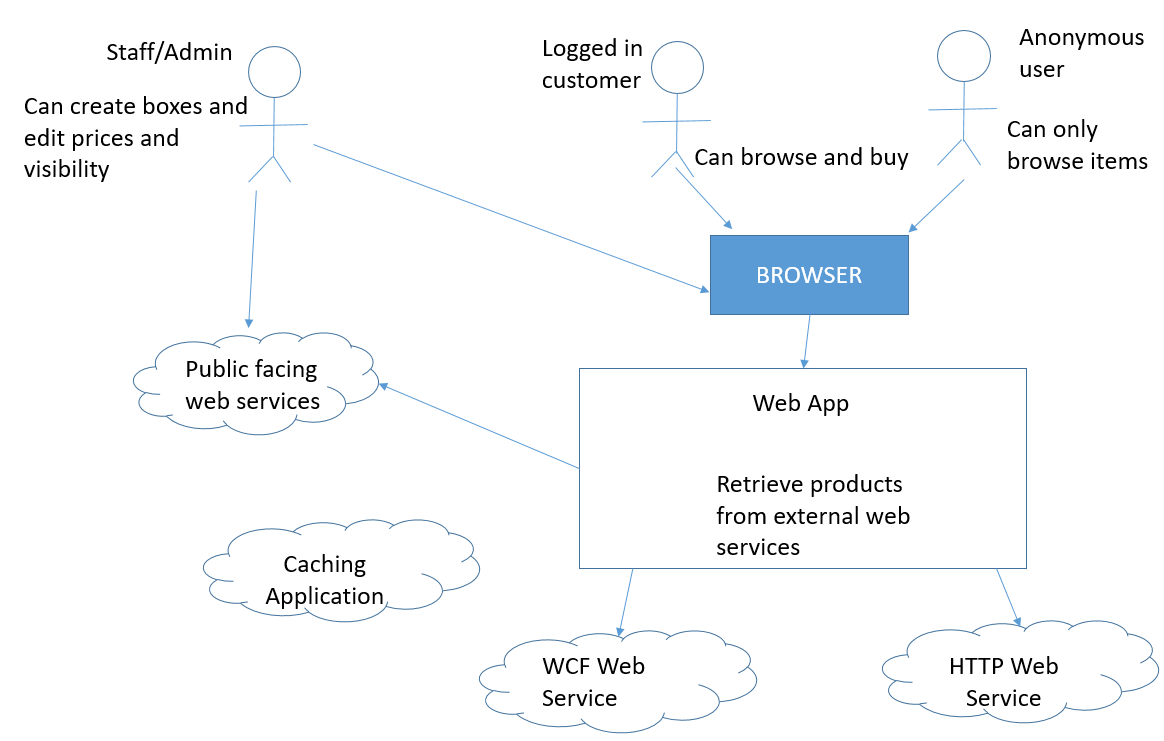 Staff/Admin
Can create boxes and
edit prices and
visibility
Logged in
customer
Can browse and buy
Anonymous
user
Can only
browse items
BROWSER
Public facing
web services
Web App
Retrieve products
from external web
services
Caching
Application
WCF Web
Service
HTTP Web
Service